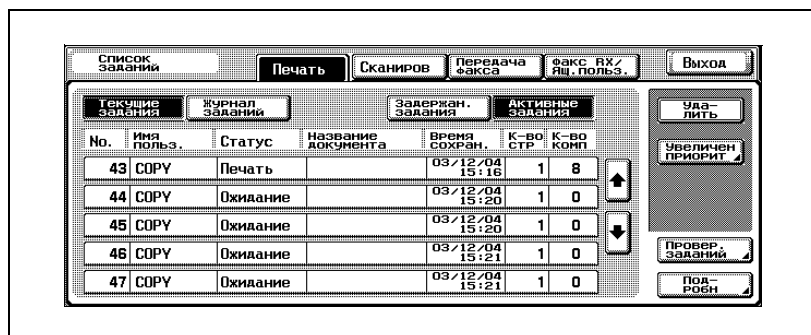 Список
заданий
Печать
Сканиров
Передача
факса
Факс RX/
Ящ.польз.
Выход
Текущие
задания
Журнал
заданий
Задержан.
задания
Активные
задания
Уда-
лить
No.
Имя
польз.
Статус
Название
документа
Время
сохран.
К-во
стр
К-во
комп
Увеличен
приорит
43 COPY Печать 03/12/04 15:16 1 8
44 COPY Ожидание 03/12/04 15:20 1 0
45 COPY Ожидание 03/12/04 15:20 1 0
46 COPY Ожидание 03/12/04 15:21 1 0
47 COPY Ожидание 03/12/04 15:21 1 0
Провер.
заданий
Под-
робн